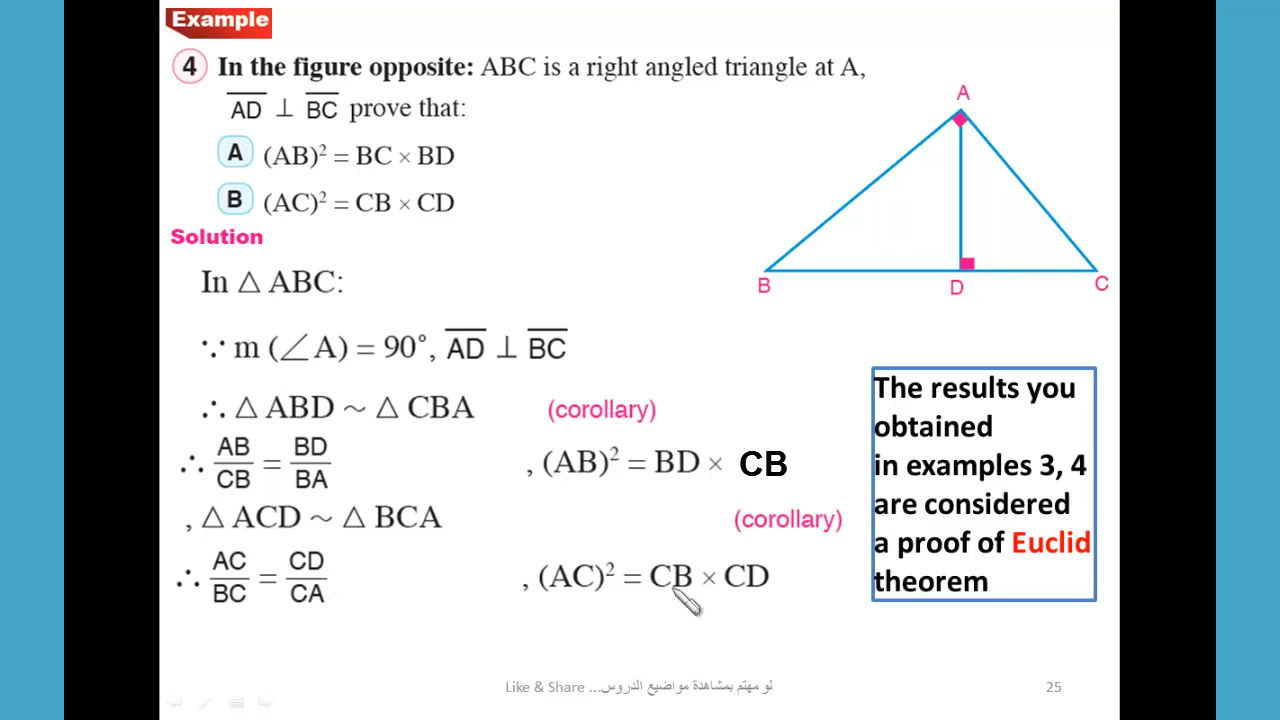 Example
4 In the figure opposite: ABC is a right angled triangle at A,
AD ⊥ BC prove that:
A (AB)² = BC × BD
B (AC)² = CB × CD
Solution
In △ ABC:
∵ m (∠A) = 90°, AD ⊥ BC
∴ △ ABD ~ △ CBA (corollary)
∴ AB/CB = BD/BA , (AB)² = BD × CB
, △ ACD ~ △ BCA (corollary)
∴ AC/BC = CD/CA , (AC)² = CB × CD
A
B
D
C
The results you
obtained
in examples 3, 4
are considered
a proof of Euclid
theorem
Like & Share ... لو مهتم بمشاهدة مواضيع الدروس
25